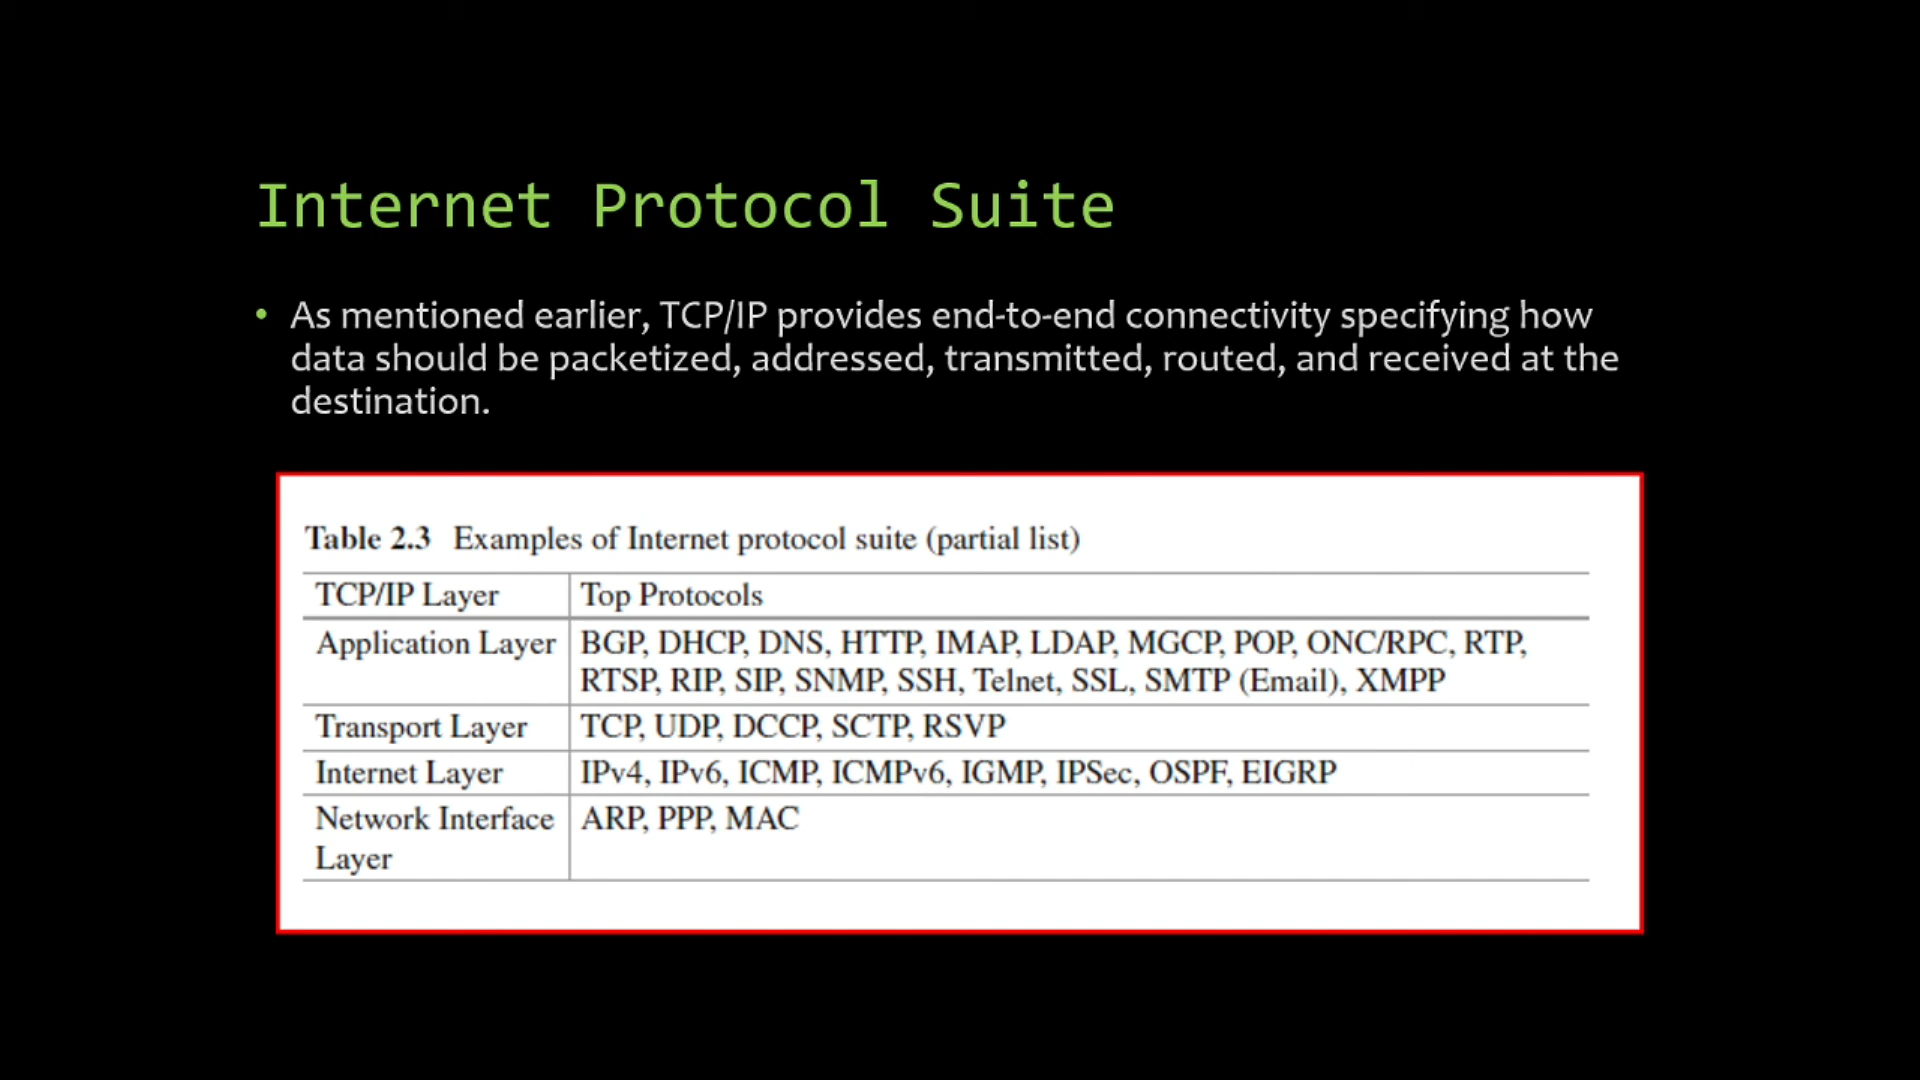 Internet Protocol Suite
• As mentioned earlier, TCP/IP provides end-to-end connectivity specifying how
data should be packetized, addressed, transmitted, routed, and received at the
destination.
Table 2.3 Examples of Internet protocol suite (partial list)
TCP/IP Layer Top Protocols
Application Layer BGP, DHCP, DNS, HTTP, IMAP, LDAP, MGCP, POP, ONC/RPC, RTP,
RTSP, RIP, SIP, SNMP, SSH, Telnet, SSL, SMTP (Email), XMPP
Transport Layer TCP, UDP, DCCP, SCTP, RSVP
Internet Layer IPv4, IPv6, ICMP, ICMPv6, IGMP, IPSec, OSPF, EIGRP
Network Interface ARP, PPP, MAC
Layer